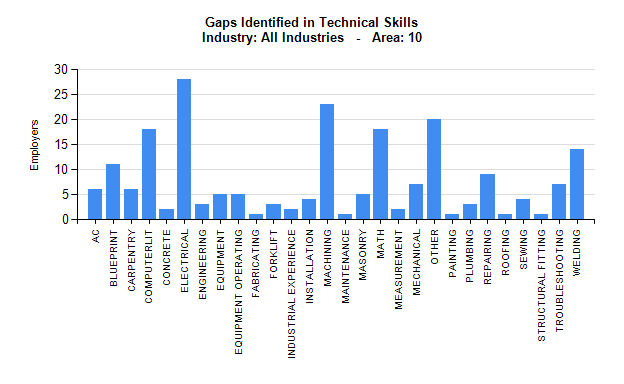 Gaps Identified in Technical Skills
Industry: All Industries - Area: 10
30
25
20
15
10
5
0
Employers
AC
BLUEPRINT
CARPENTRY
COMPUTERLIT
CONCRETE
ELECTRICAL
ENGINEERING
EQUIPMENT
EQUIPMENT OPERATING
FABRICATING
FORKLIFT
INDUSTRIAL EXPERIENCE
INSTALLATION
MACHINING
MAINTENANCE
MASONRY
MATH
MEASUREMENT
MECHANICAL
OTHER
PAINTING
PLUMBING
REPAIRING
ROOFING
SEWING
STRUCTURAL FITTING
TROUBLESHOOTING
WELDING